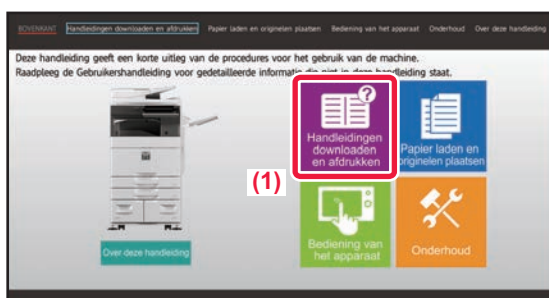 BOVENKANT Handleidingen downloaden en afdrukken Papier laden en originelen plaatsen Bediening van het apparaat Onderhoud Over deze handleiding
Deze handleiding geeft een korte uitleg van de procedures voor het gebruik van de machine.
Raadpleeg de Gebruikershandleiding voor gedetailleerde informatie die niet in deze handleiding staat.
Handleidingen
downloaden
en afdrukken
Papier laden en
originelen plaatsen
(1)
Over deze handleiding
Bediening van
het apparaat
Onderhoud